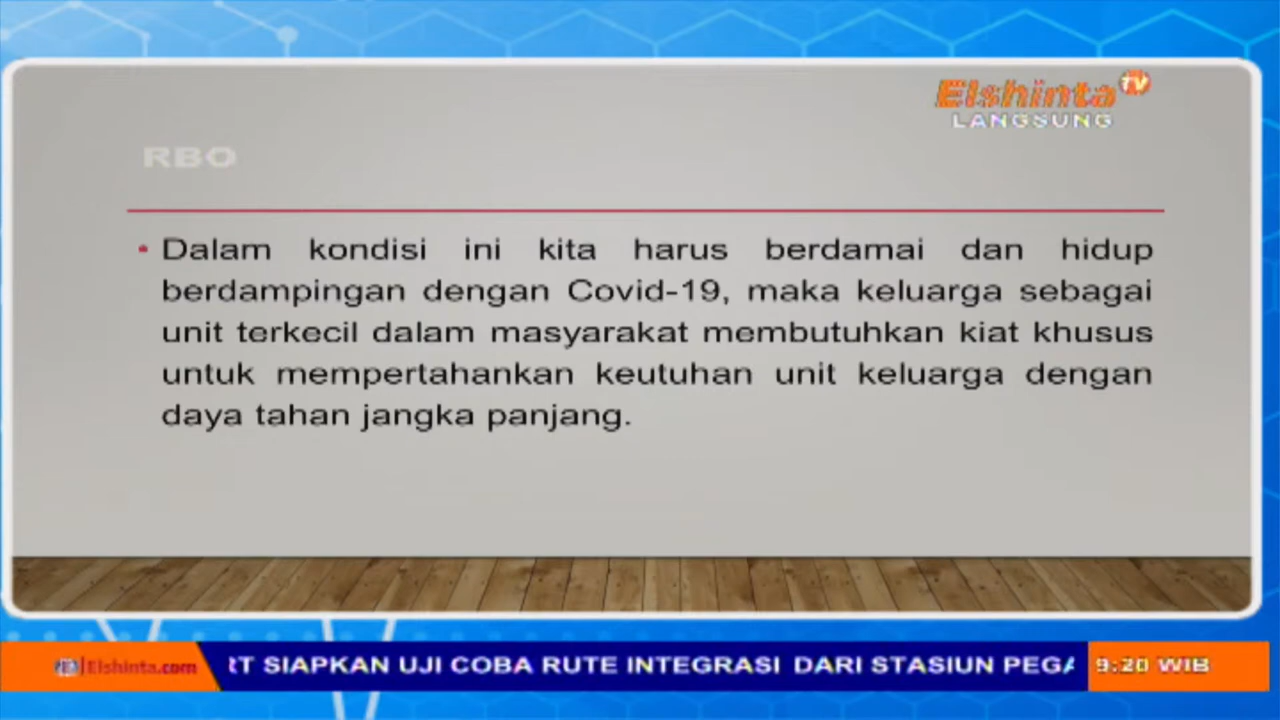 Elshinta TV
LANGSUNG
RBO
• Dalam kondisi ini kita harus berdamai dan hidup
berdampingan dengan Covid-19, maka keluarga sebagai
unit terkecil dalam masyarakat membutuhkan kiat khusus
untuk mempertahankan keutuhan unit keluarga dengan
daya tahan jangka panjang.
Elshinta.com
RT SIAPKAN UJI COBA RUTE INTEGRASI DARI STASIUN PEGA
9:20 WIB